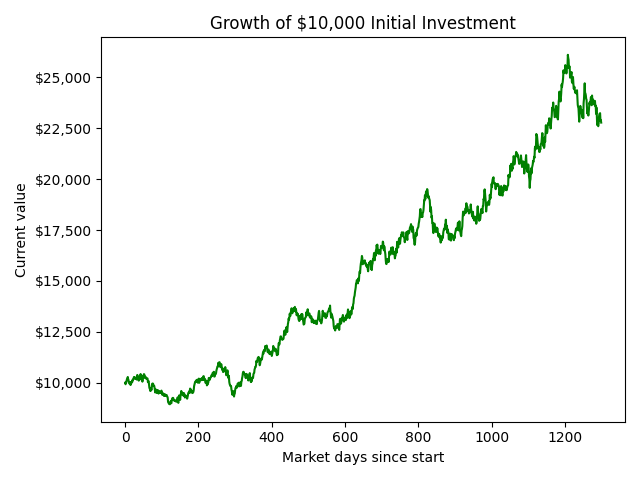 Growth of $10,000 Initial Investment
$25,000
$22,500
$20,000
$17,500
$15,000
$12,500
$10,000
Current value
0 200 400 600 800 1000 1200
Market days since start